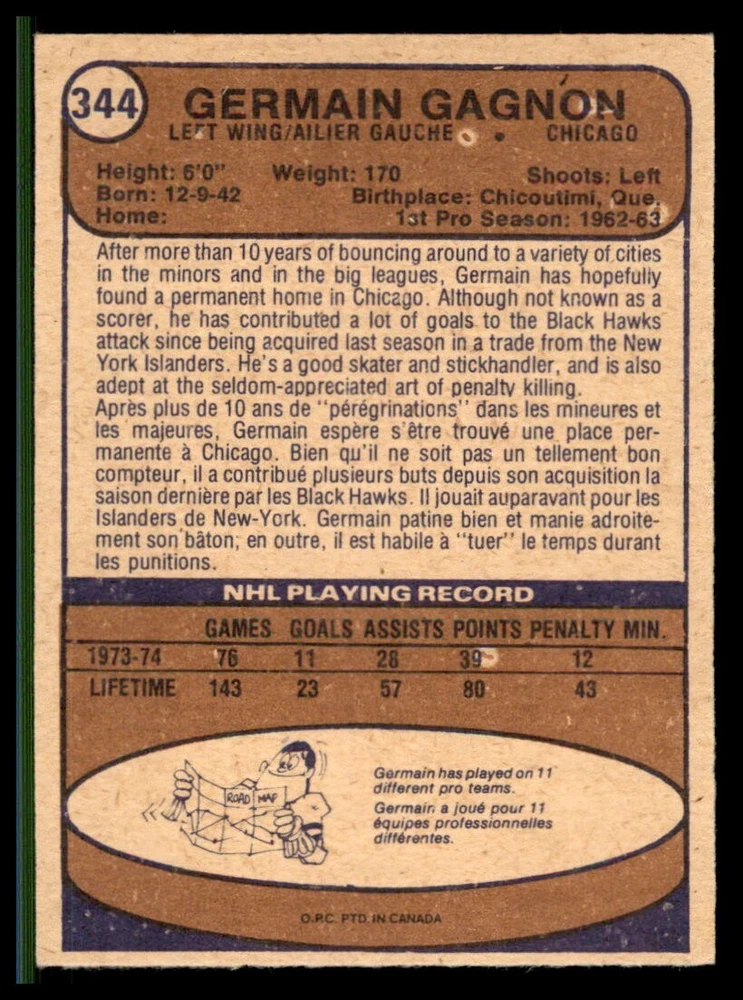 344
GERMAIN GAGNON
LEFT WING/AILIER GAUCHE • CHICAGO
Height: 6'0" Weight: 170 Shoots: Left
Born: 12-9-42 Birthplace: Chicoutimi, Que.
Home: 1st Pro Season: 1962-63
After more than 10 years of bouncing around to a variety of cities
in the minors and in the big leagues, Germain has hopefully
found a permanent home in Chicago. Although not known as a
scorer, he has contributed a lot of goals to the Black Hawks
attack since being acquired last season in a trade from the New
York Islanders. He's a good skater and stickhandler, and is also
adept at the seldom-appreciated art of penalty killing.
Après plus de 10 ans de "pérégrinations" dans les mineures et
les majeures, Germain espère s'être trouvé une place per-
manente à Chicago. Bien qu'il ne soit pas un tellement bon
compteur, il a contribué plusieurs buts depuis son acquisition la
saison dernière par les Black Hawks. Il jouait auparavant pour les
Islanders de New-York. Germain patine bien et manie adroite-
ment son bâton; en outre, il est habile à "tuer" le temps durant
les punitions.
NHL PLAYING RECORD
GAMES GOALS ASSISTS POINTS PENALTY MIN.
1973-74 76 11 28 39 12
LIFETIME 143 23 57 80 43
ROAD MAP
Germain has played on 11
different pro teams.
Germain a joué pour 11
équipes professionnelles
différentes.
O.P.C. PTD. IN CANADA